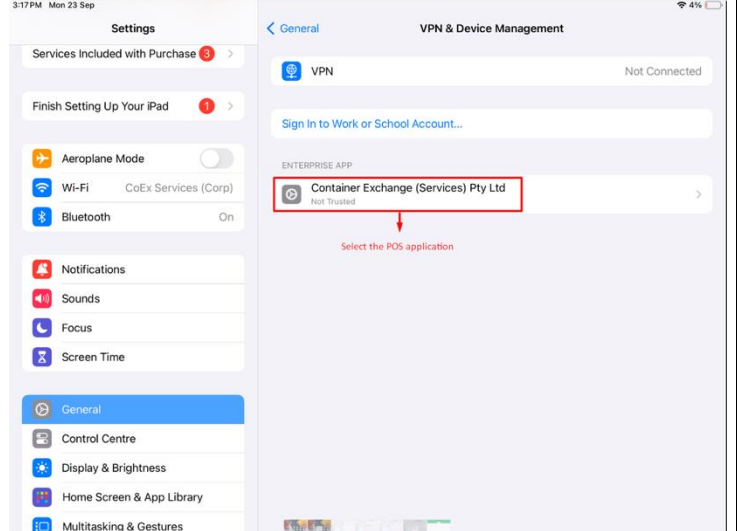 3:17 PM Mon 23 Sep
4%
Settings
Services Included with Purchase 3
Finish Setting Up Your iPad 1
Aeroplane Mode
Wi-Fi CoEx Services (Corp)
Bluetooth On
Notifications
Sounds
Focus
Screen Time
General
Control Centre
Display & Brightness
Home Screen & App Library
Multitasking & Gestures
General
VPN & Device Management
VPN Not Connected
Sign In to Work or School Account...
ENTERPRISE APP
Container Exchange (Services) Pty Ltd
Not Trusted
Select the POS application